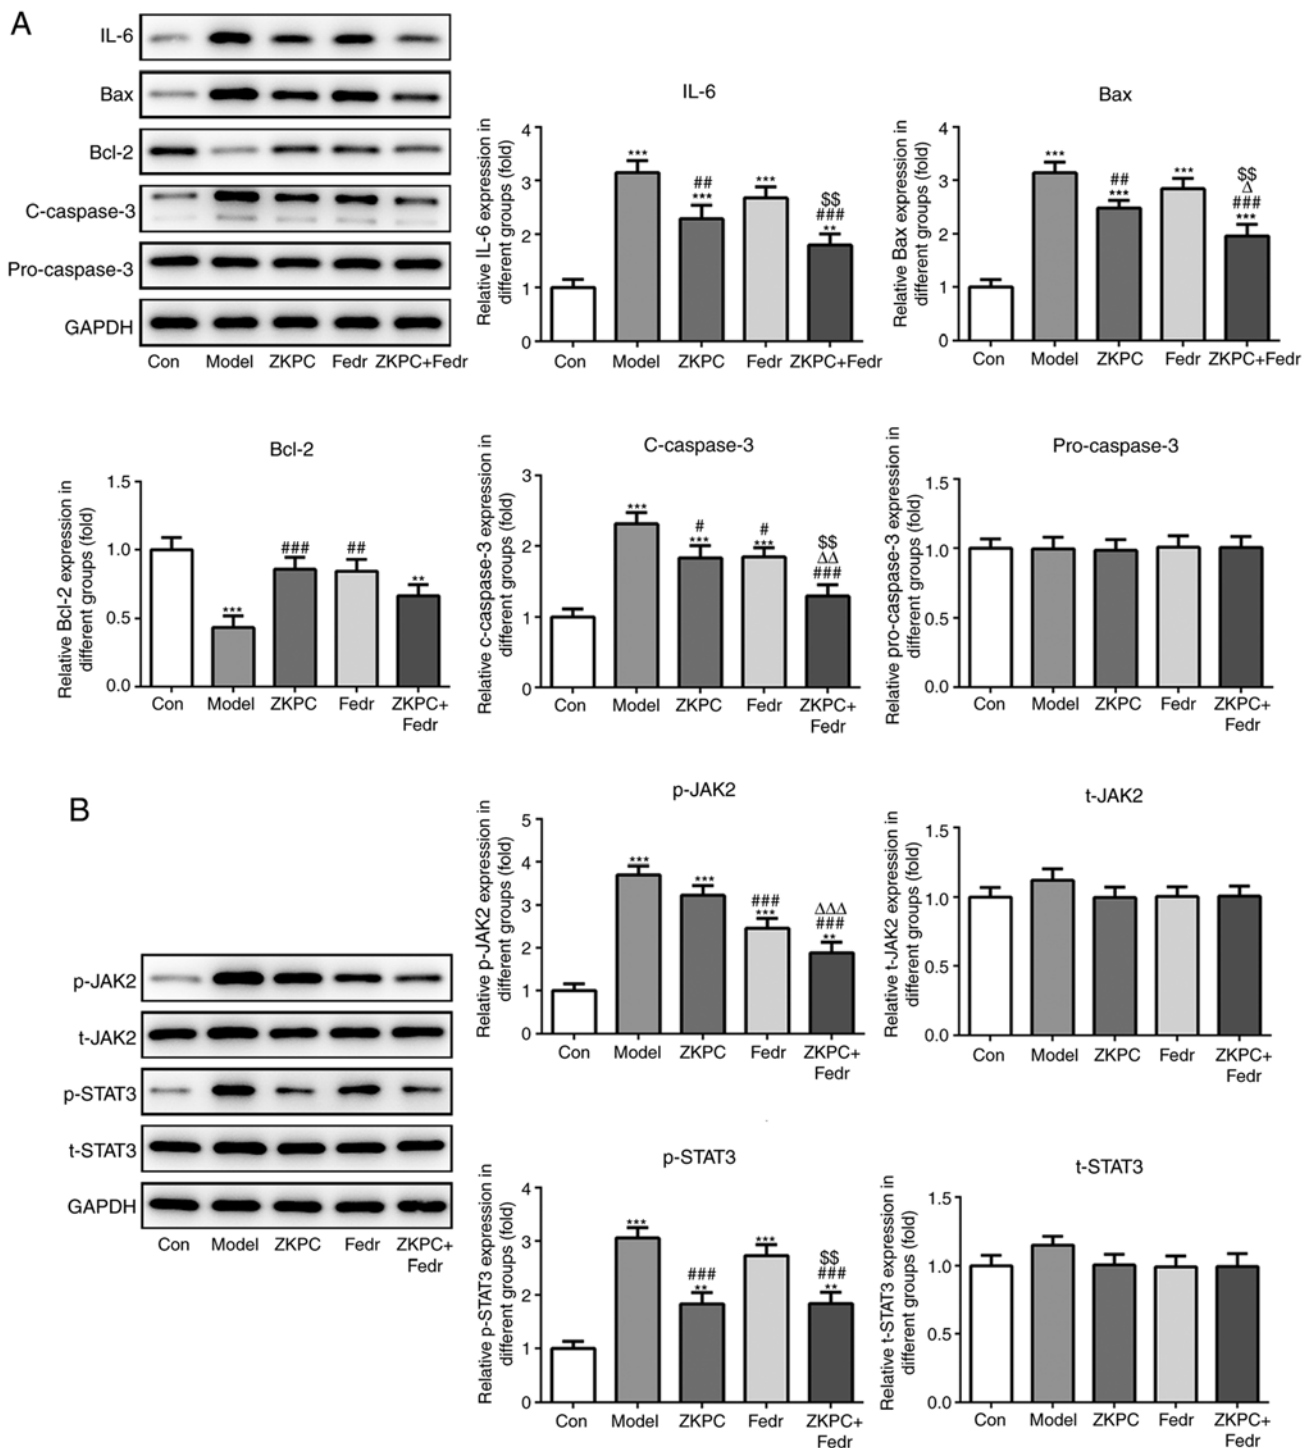 A
IL-6
Bax
Bcl-2
C-caspase-3
Pro-caspase-3
GAPDH
Con Model ZKPC Fedr ZKPC+Fedr
IL-6
Relative IL-6 expression in
different groups (fold)
4
3
2
1
0
***
##
***
***
$$
###
**
Con Model ZKPC Fedr ZKPC+Fedr
Bax
Relative Bax expression in
different groups (fold)
4
3
2
1
0
***
##
***
***
$$
Δ
###
***
Con Model ZKPC Fedr ZKPC+Fedr
Bcl-2
Relative Bcl-2 expression in
different groups (fold)
1.5
1.0
0.5
0.0
***
###
##
**
Con Model ZKPC Fedr ZKPC+
Fedr
C-caspase-3
Relative c-caspase-3 expression in
different groups (fold)
3
2
1
0
***
#
***
#
***
$$
ΔΔ
###
Con Model ZKPC Fedr ZKPC+
Fedr
Pro-caspase-3
Relative pro-caspase-3 expression in
different groups (fold)
1.5
1.0
0.5
0.0
Con Model ZKPC Fedr ZKPC+
Fedr
B
p-JAK2
t-JAK2
p-STAT3
t-STAT3
GAPDH
Con Model ZKPC Fedr ZKPC+
Fedr
p-JAK2
Relative p-JAK2 expression in
different groups (fold)
5
4
3
2
1
0
***
***
###
***
ΔΔΔ
###
**
Con Model ZKPC Fedr ZKPC+
Fedr
t-JAK2
Relative t-JAK2 expression in
different groups (fold)
1.5
1.0
0.5
0.0
Con Model ZKPC Fedr ZKPC+
Fedr
p-STAT3
Relative p-STAT3 expression in
different groups (fold)
4
3
2
1
0
***
###
**
***
$$
###
**
Con Model ZKPC Fedr ZKPC+
Fedr
t-STAT3
Relative t-STAT3 expression in
different groups (fold)
1.5
1.0
0.5
0.0
Con Model ZKPC Fedr ZKPC+
Fedr